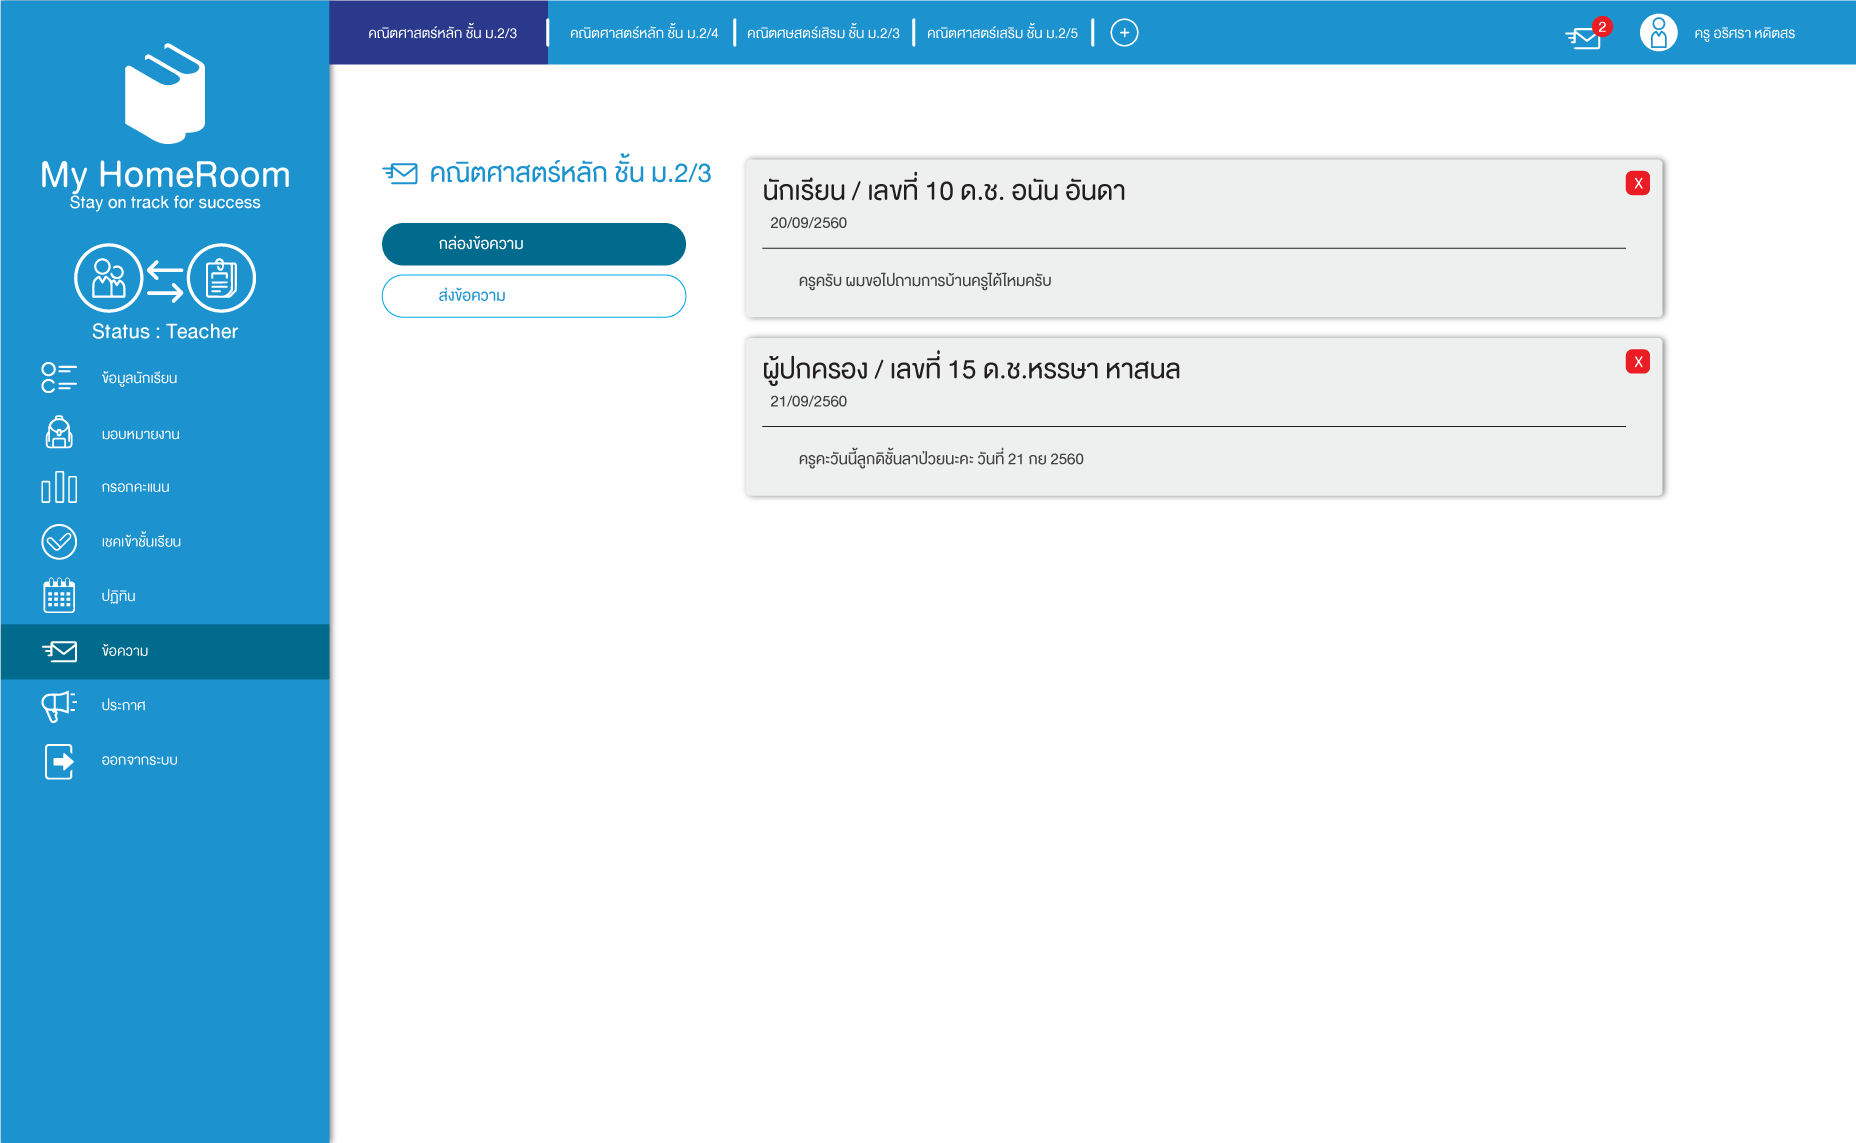 คณิตศาสตร์หลัก ชั้น ม.2/3
คณิตศาสตร์หลัก ชั้น ม.2/4
คณิตศษสตร์เสิรม ชั้น ม.2/3
คณิตศาสตร์เสริม ชั้น ม.2/5
+
2
ครู อริศรา หดิตสร
My HomeRoom
Stay on track for success
Status : Teacher
ข้อมูลนักเรียน
มอบหมายงาน
กรอกคะแนน
เชคเข้าชั้นเรียน
ปฏิทิน
ข้อความ
ประกาศ
ออกจากระบบ
คณิตศาสตร์หลัก ชั้น ม.2/3
กล่องข้อความ
ส่งข้อความ
นักเรียน / เลขที่ 10 ด.ช. อนัน อันดา
X
20/09/2560
ครูครับ ผมขอไปถามการบ้านครูได้ไหมครับ
ผู้ปกครอง / เลขที่ 15 ด.ช.หรรษา หาสนล
X
21/09/2560
ครูคะวันนี้ลูกดิชั้นลาป่วยนะคะ วันที่ 21 กย 2560